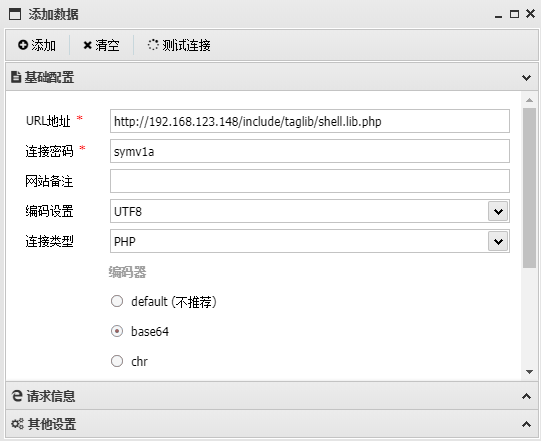 添加数据
添加 清空 测试连接
基础配置
URL地址 * http://192.168.123.148/include/taglib/shell.lib.php
连接密码 * symv1a
网站备注
编码设置 UTF8
连接类型 PHP
编码器
default (不推荐)
base64
chr
请求信息
其他设置